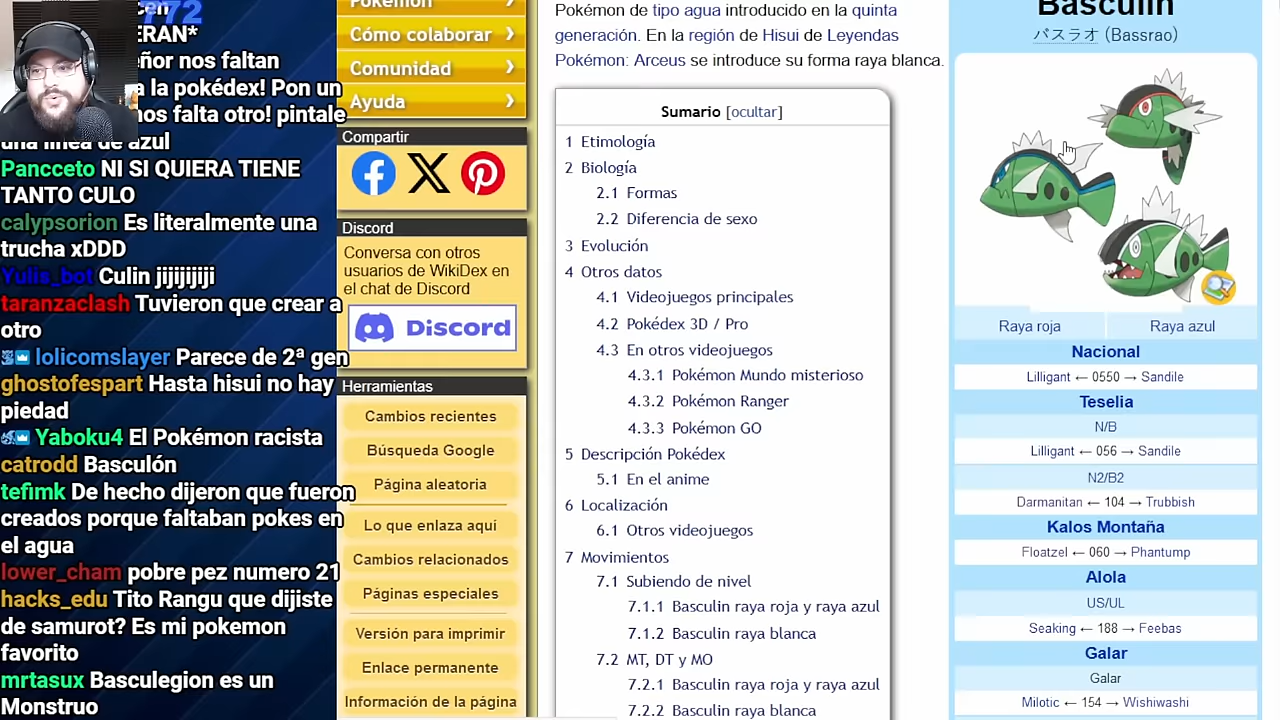 772
ERAN*
nos faltan
a la pokédex! Pon un
nos falta otro! pintale
una línea de azul
Pancceto NI SI QUIERA TIENE
TANTO CULO
calypsorion Es literalmente una
trucha xDDD
Yulis_bot Culin jijijijijiji
taranzaclash Tuvieron que crear a
otro
lolicomslayer Parece de 2ª gen
ghostofespart Hasta hisui no hay
piedad
Yaboku4 El Pokémon racista
catrodd Basculón
tefimk De hecho dijeron que fueron
creados porque faltaban pokes en
el agua
lower_cham pobre pez numero 21
hacks_edu Tito Rangu que dijiste
de samurot? Es mi pokemon
favorito
mrtasux Basculegion es un
Monstruo
Pokémon
Cómo colaborar
Comunidad
Ayuda
Compartir
Discord
Conversa con otros
usuarios de WikiDex en
el chat de Discord
Discord
Herramientas
Cambios recientes
Búsqueda Google
Página aleatoria
Lo que enlaza aquí
Cambios relacionados
Páginas especiales
Versión para imprimir
Enlace permanente
Información de la página
Pokémon de tipo agua introducido en la quinta
generación. En la región de Hisui de Leyendas
Pokémon: Arceus se introduce su forma raya blanca.
Sumario [ocultar]
1 Etimología
2 Biología
2.1 Formas
2.2 Diferencia de sexo
3 Evolución
4 Otros datos
4.1 Videojuegos principales
4.2 Pokédex 3D / Pro
4.3 En otros videojuegos
4.3.1 Pokémon Mundo misterioso
4.3.2 Pokémon Ranger
4.3.3 Pokémon GO
5 Descripción Pokédex
5.1 En el anime
6 Localización
6.1 Otros videojuegos
7 Movimientos
7.1 Subiendo de nivel
7.1.1 Basculin raya roja y raya azul
7.1.2 Basculin raya blanca
7.2 MT, DT y MO
7.2.1 Basculin raya roja y raya azul
7.2.2 Basculin raya blanca
Basculin
バスラオ (Bassrao)
Raya roja
Raya azul
Nacional
Lilligant ← 0550 → Sandile
Teselia
N/B
Lilligant ← 056 → Sandile
N2/B2
Darmanitan ← 104 → Trubbish
Kalos Montaña
Floatzel ← 060 → Phantump
Alola
US/UL
Seaking ← 188 → Feebas
Galar
Galar
Milotic ← 154 → Wishiwashi